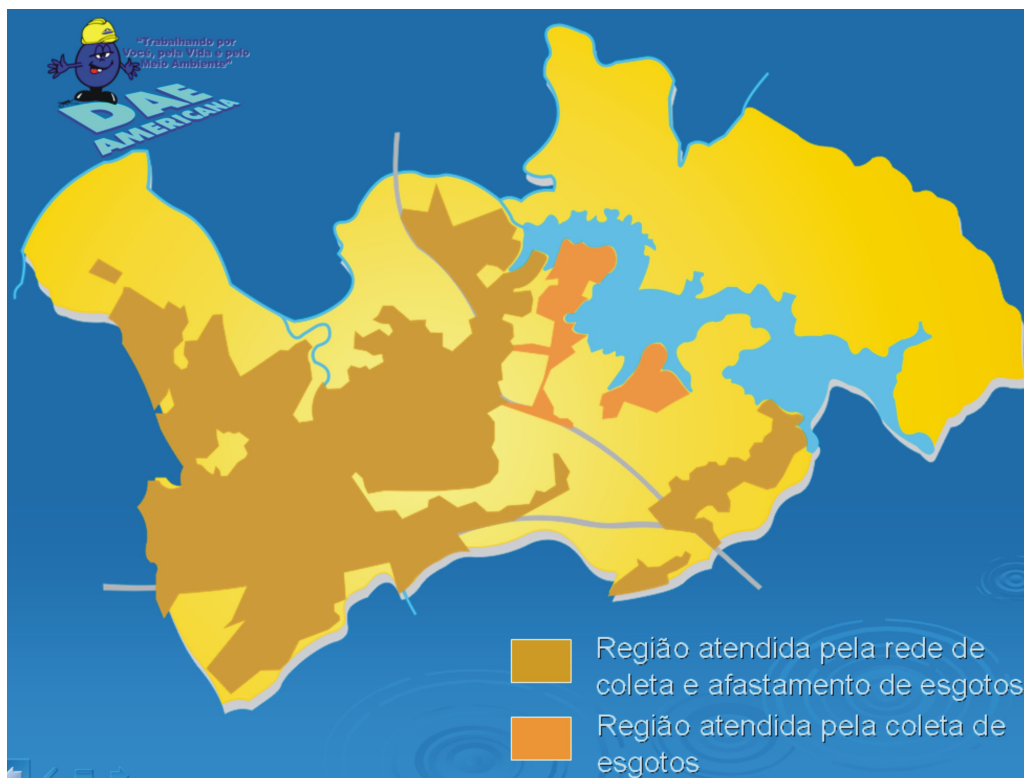 "Trabalhando por
Você, pela Vida e pelo
Meio Ambiente"
DAE
AMERICANA
Região atendida pela rede de
coleta e afastamento de esgotos
Região atendida pela coleta de
esgotos